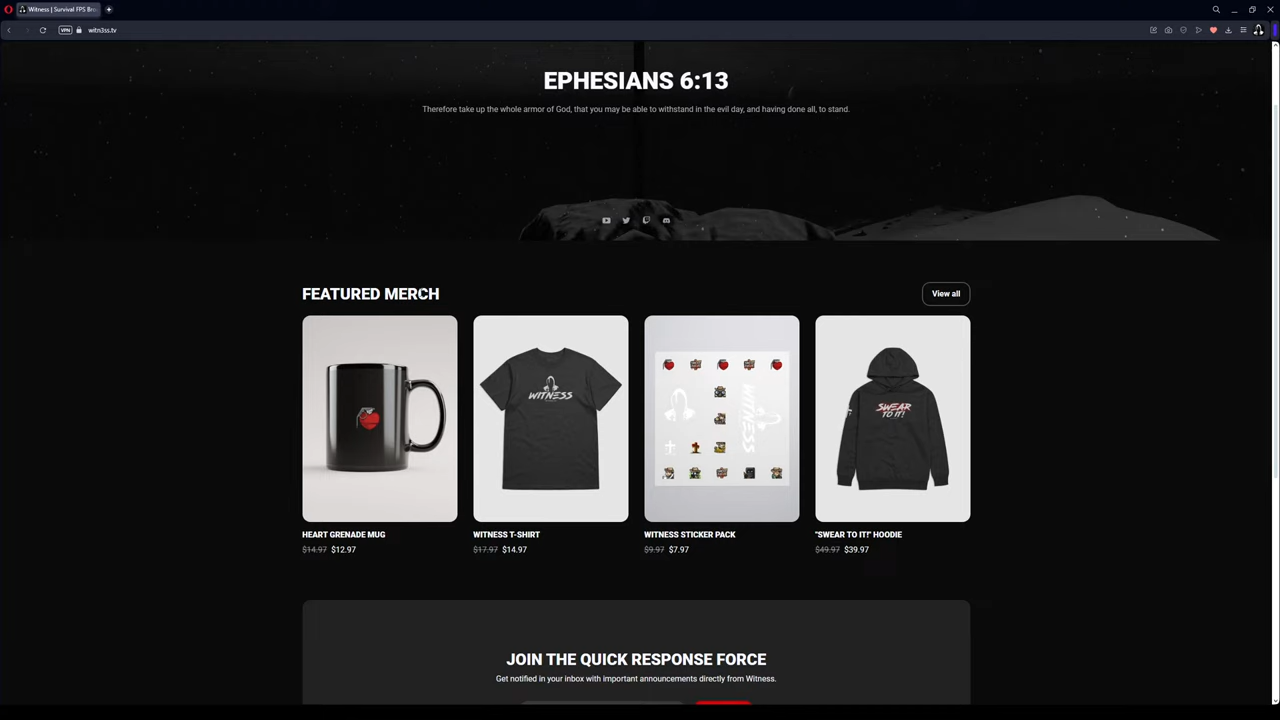 Witness | Survival FPS Bro
VPN
witn3ss.tv
EPHESIANS 6:13
Therefore take up the whole armor of God, that you may be able to withstand in the evil day, and having done all, to stand.
FEATURED MERCH
View all
WITNESS
WITNESS
SWEAR
TO IT!
HEART GRENADE MUG
WITNESS T-SHIRT
WITNESS STICKER PACK
"SWEAR TO IT!" HOODIE
$14.97 $12.97
$17.97 $14.97
$9.97 $7.97
$49.97 $39.97
JOIN THE QUICK RESPONSE FORCE
Get notified in your inbox with important announcements directly from Witness.